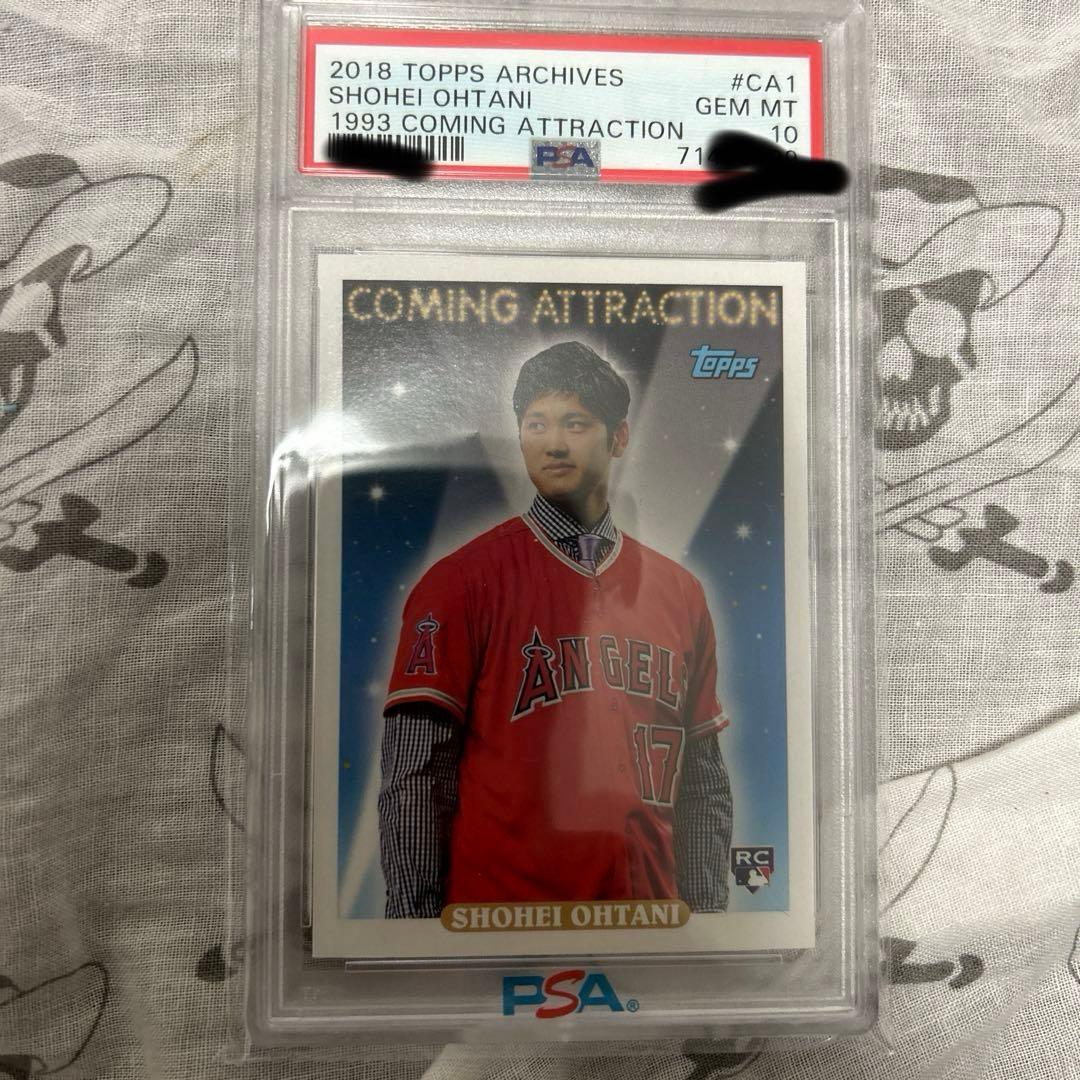 2018 TOPPS ARCHIVES #CA1
SHOHEI OHTANI GEM MT
1993 COMING ATTRACTION 10
PSA
COMING ATTRACTION
Topps
A
ANGELS
17
RC
SHOHEI OHTANI
PSA®